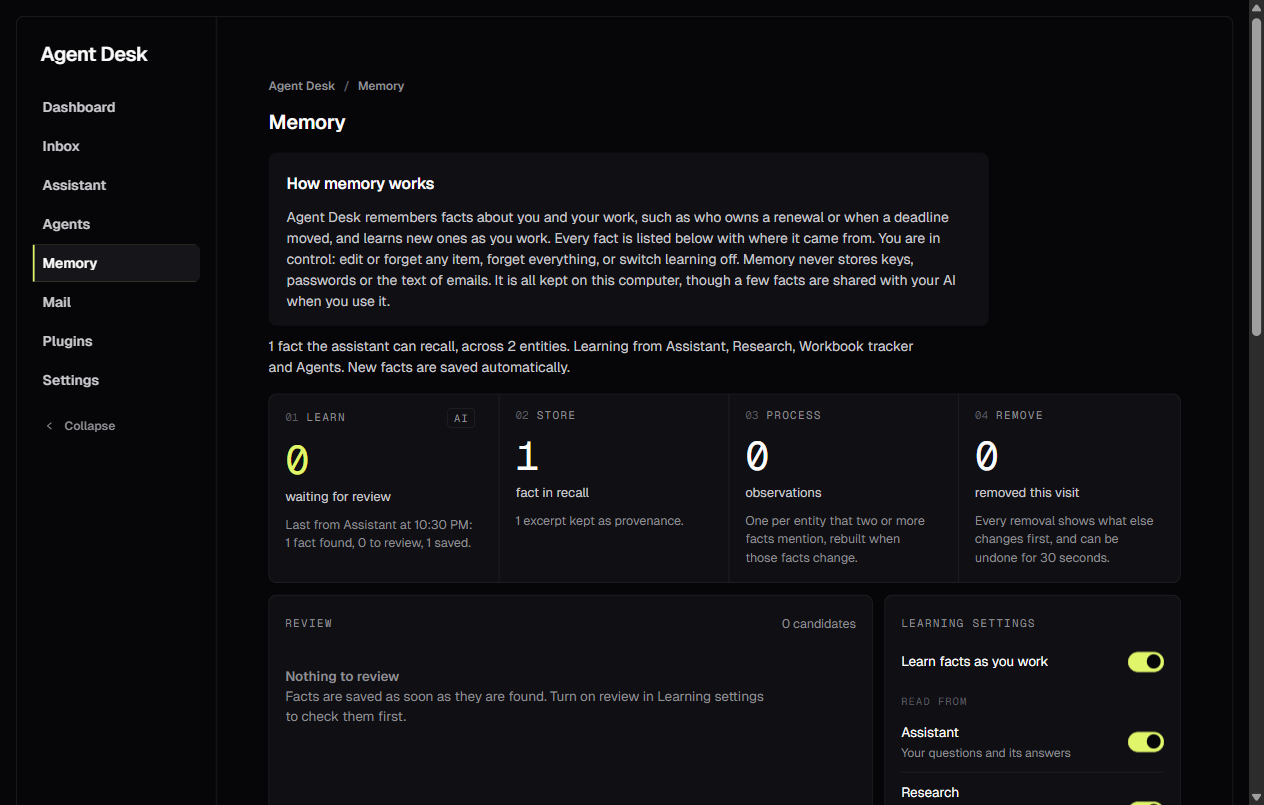 Agent Desk
Dashboard
Inbox
Assistant
Agents
Memory
Mail
Plugins
Settings
Collapse
Agent Desk / Memory
Memory
How memory works
Agent Desk remembers facts about you and your work, such as who owns a renewal or when a deadline
moved, and learns new ones as you work. Every fact is listed below with where it came from. You are in
control: edit or forget any item, forget everything, or switch learning off. Memory never stores keys,
passwords or the text of emails. It is all kept on this computer, though a few facts are shared with your AI
when you use it.
1 fact the assistant can recall, across 2 entities. Learning from Assistant, Research, Workbook tracker
and Agents. New facts are saved automatically.
01 LEARN AI
0
waiting for review
Last from Assistant at 10:30 PM:
1 fact found, 0 to review, 1 saved.
02 STORE
1
fact in recall
1 excerpt kept as provenance.
03 PROCESS
0
observations
One per entity that two or more
facts mention, rebuilt when
those facts change.
04 REMOVE
0
removed this visit
Every removal shows what else
changes first, and can be
undone for 30 seconds.
REVIEW 0 candidates
Nothing to review
Facts are saved as soon as they are found. Turn on review in Learning settings
to check them first.
LEARNING SETTINGS
Learn facts as you work
READ FROM
Assistant
Your questions and its answers
Research